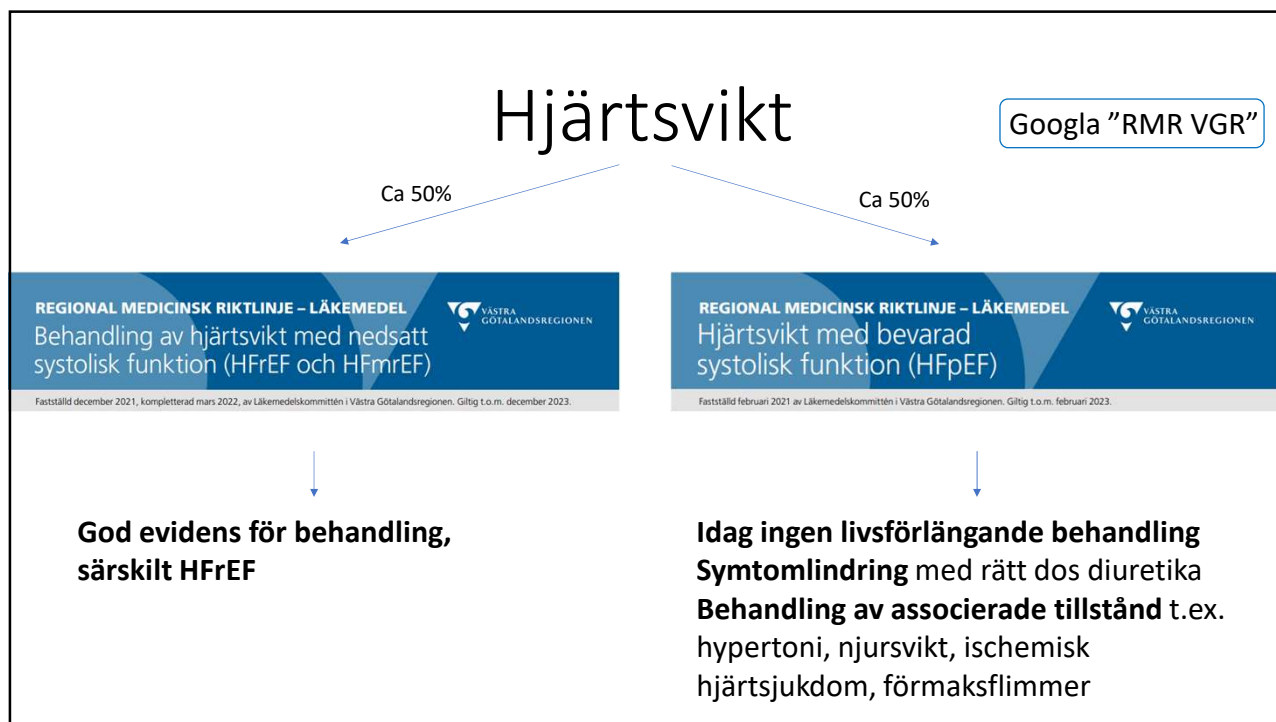 Hjärtsvikt
Googla ”RMR VGR”
Ca 50%
Ca 50%
REGIONAL MEDICINSK RIKTLINJE – LÄKEMEDEL
Behandling av hjärtsvikt med nedsatt
systolisk funktion (HFrEF och HFmrEF)
VÄSTRA
GÖTALANDSREGIONEN
Fastställd december 2021, kompletterad mars 2022, av Läkemedelskommittén i Västra Götalandsregionen. Giltig t.o.m. december 2023.
REGIONAL MEDICINSK RIKTLINJE – LÄKEMEDEL
Hjärtsvikt med bevarad
systolisk funktion (HFpEF)
VÄSTRA
GÖTALANDSREGIONEN
Fastställd februari 2021 av Läkemedelskommittén i Västra Götalandsregionen. Giltig t.o.m. februari 2023.
God evidens för behandling,
särskilt HFrEF
Idag ingen livsförlängande behandling
Symtomlindring med rätt dos diuretika
Behandling av associerade tillstånd t.ex.
hypertoni, njursvikt, ischemisk
hjärtsjukdom, förmaksflimmer